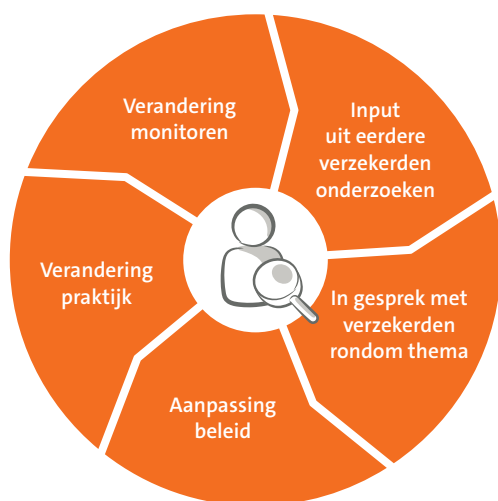 Verandering
monitoren
Input
uit eerdere
verzekerden
onderzoeken
In gesprek met
verzekerden
rondom thema
Aanpassing
beleid
Verandering
praktijk